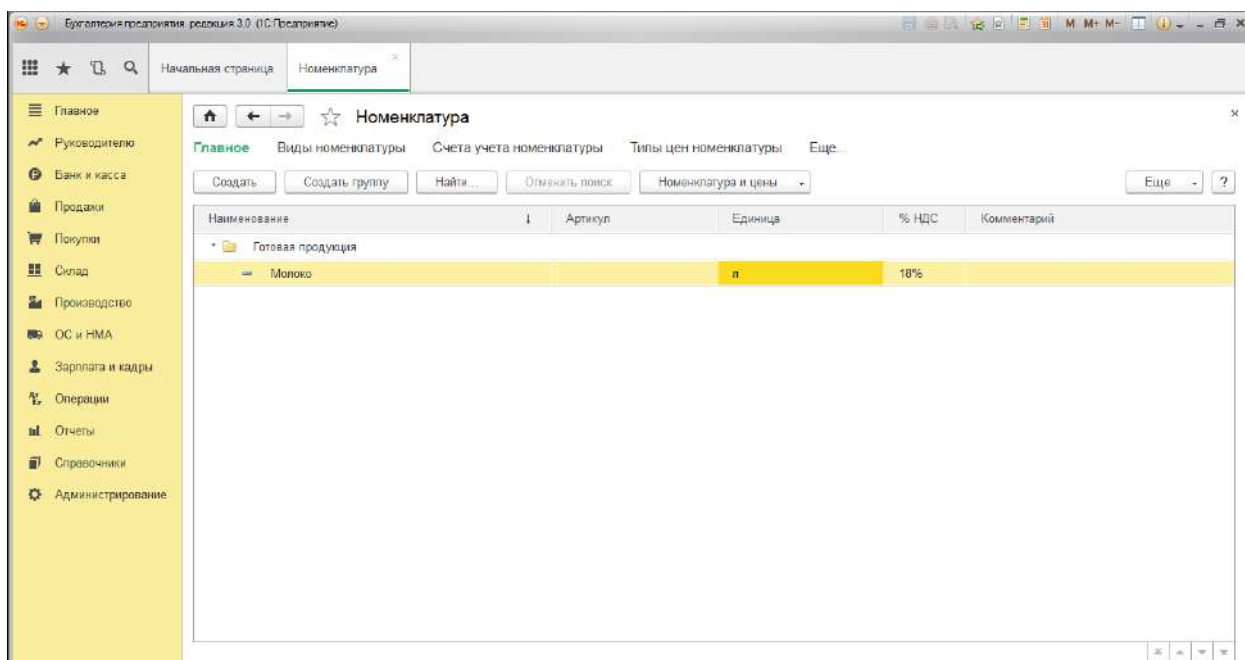 Бухгалтерия предприятия, редакция 3.0 (1С:Предприятие)
M M+ M-
Начальная страница Номенклатура
Главное
Руководителю
Банк и касса
Продажи
Покупки
Склад
Производство
ОС и НМА
Зарплата и кадры
Операции
Отчеты
Справочники
Администрирование
Номенклатура
Главное Виды номенклатуры Счета учета номенклатуры Типы цен номенклатуры Еще...
Создать Создать группу Найти... Отменить поиск Номенклатура и цены Еще ?
Наименование Артикул Единица % НДС Комментарий
Готовая продукция
Молоко л 18%